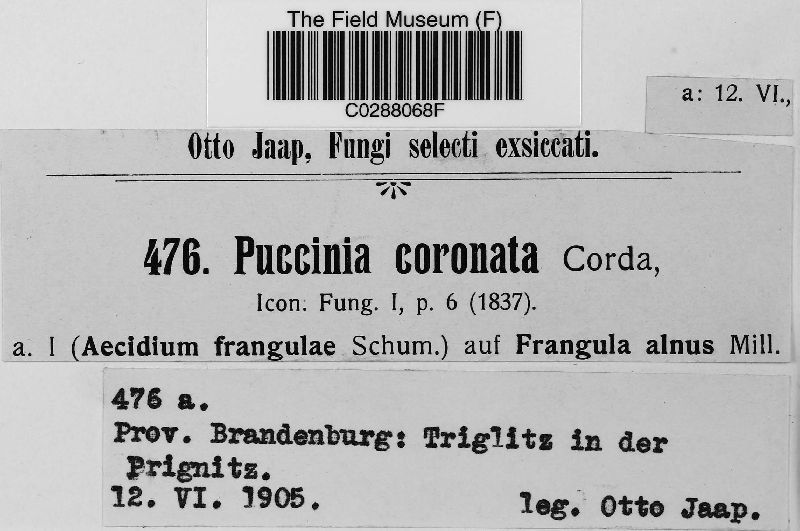 The Field Museum (F)
C0288068F
a: 12. VI.,
Otto Jaap, Fungi selecti exsiccati.
476. Puccinia coronata Corda,
Icon. Fung. I, p. 6 (1837).
a. I (Aecidium frangulae Schum.) auf Frangula alnus Mill.
476 a.
Prov. Brandenburg: Triglitz in der
Prignitz.
12. VI. 1905. leg. Otto Jaap.